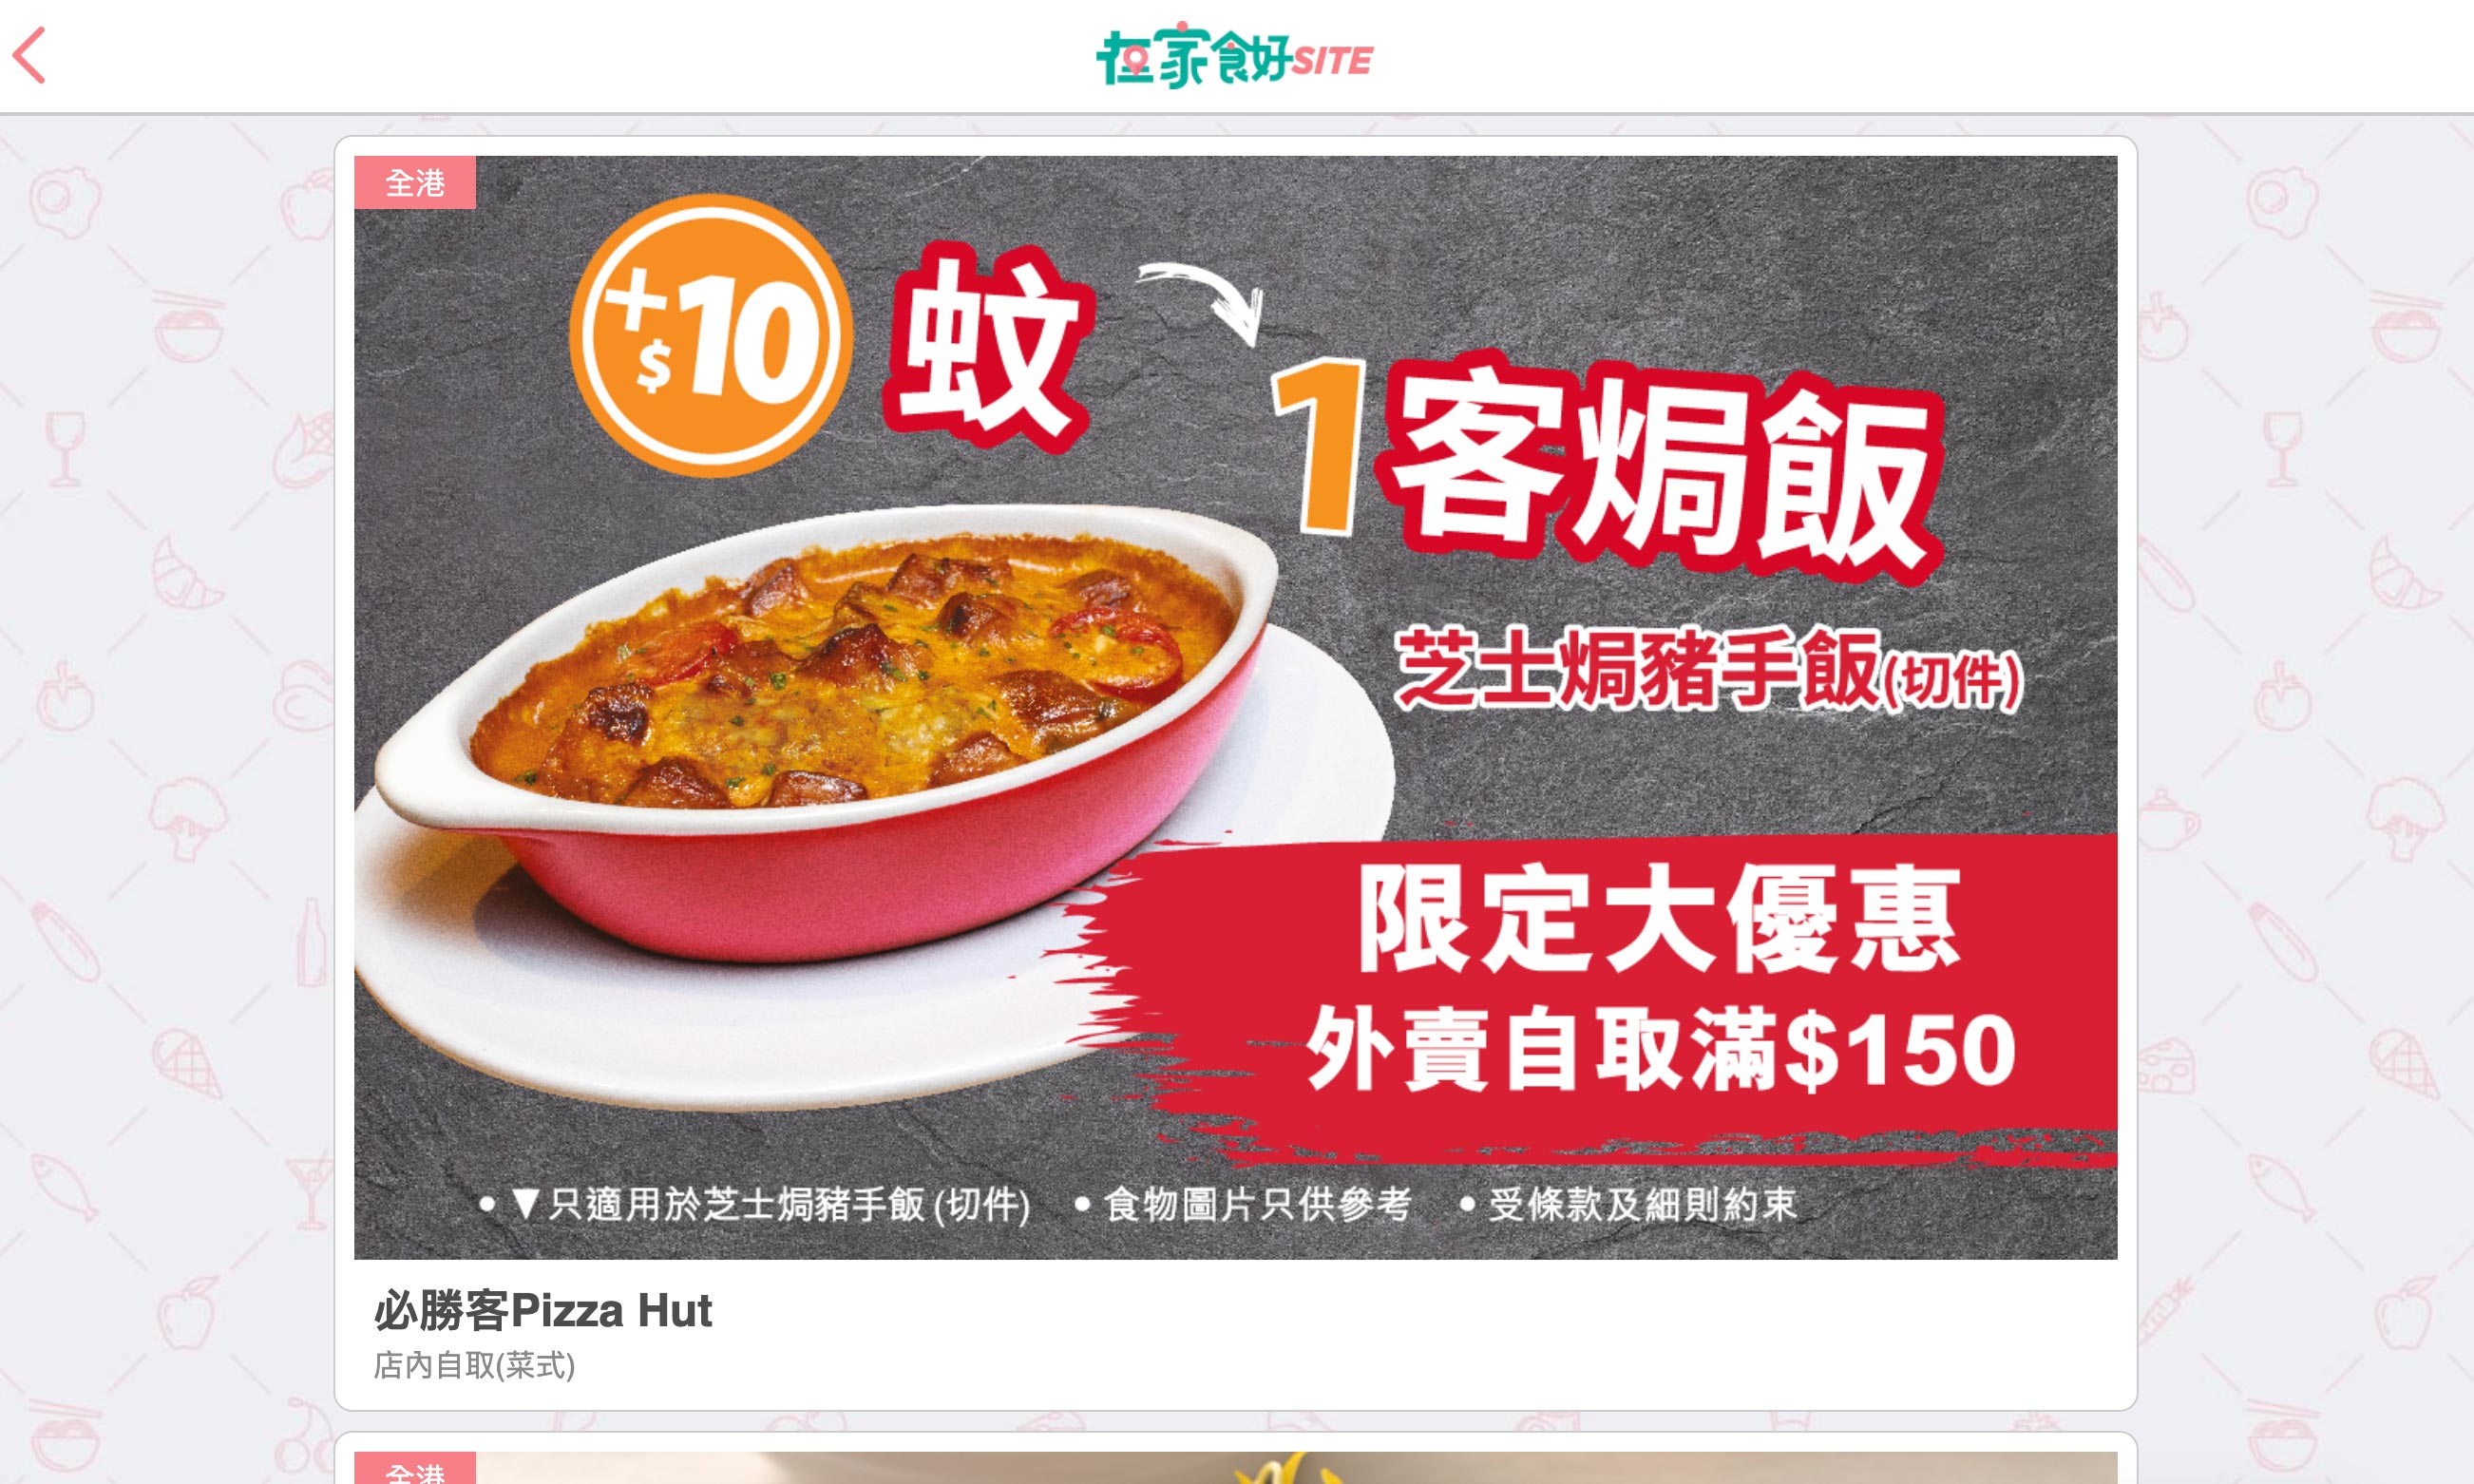 在家食好SITE
全港
+$10蚊
1客焗飯
芝士焗豬手飯(切件)
限定大優惠
外賣自取滿$150
• ▼只適用於芝士焗豬手飯(切件) • 食物圖片只供參考 • 受條款及細則約束
必勝客Pizza Hut
店內自取(菜式)
全港